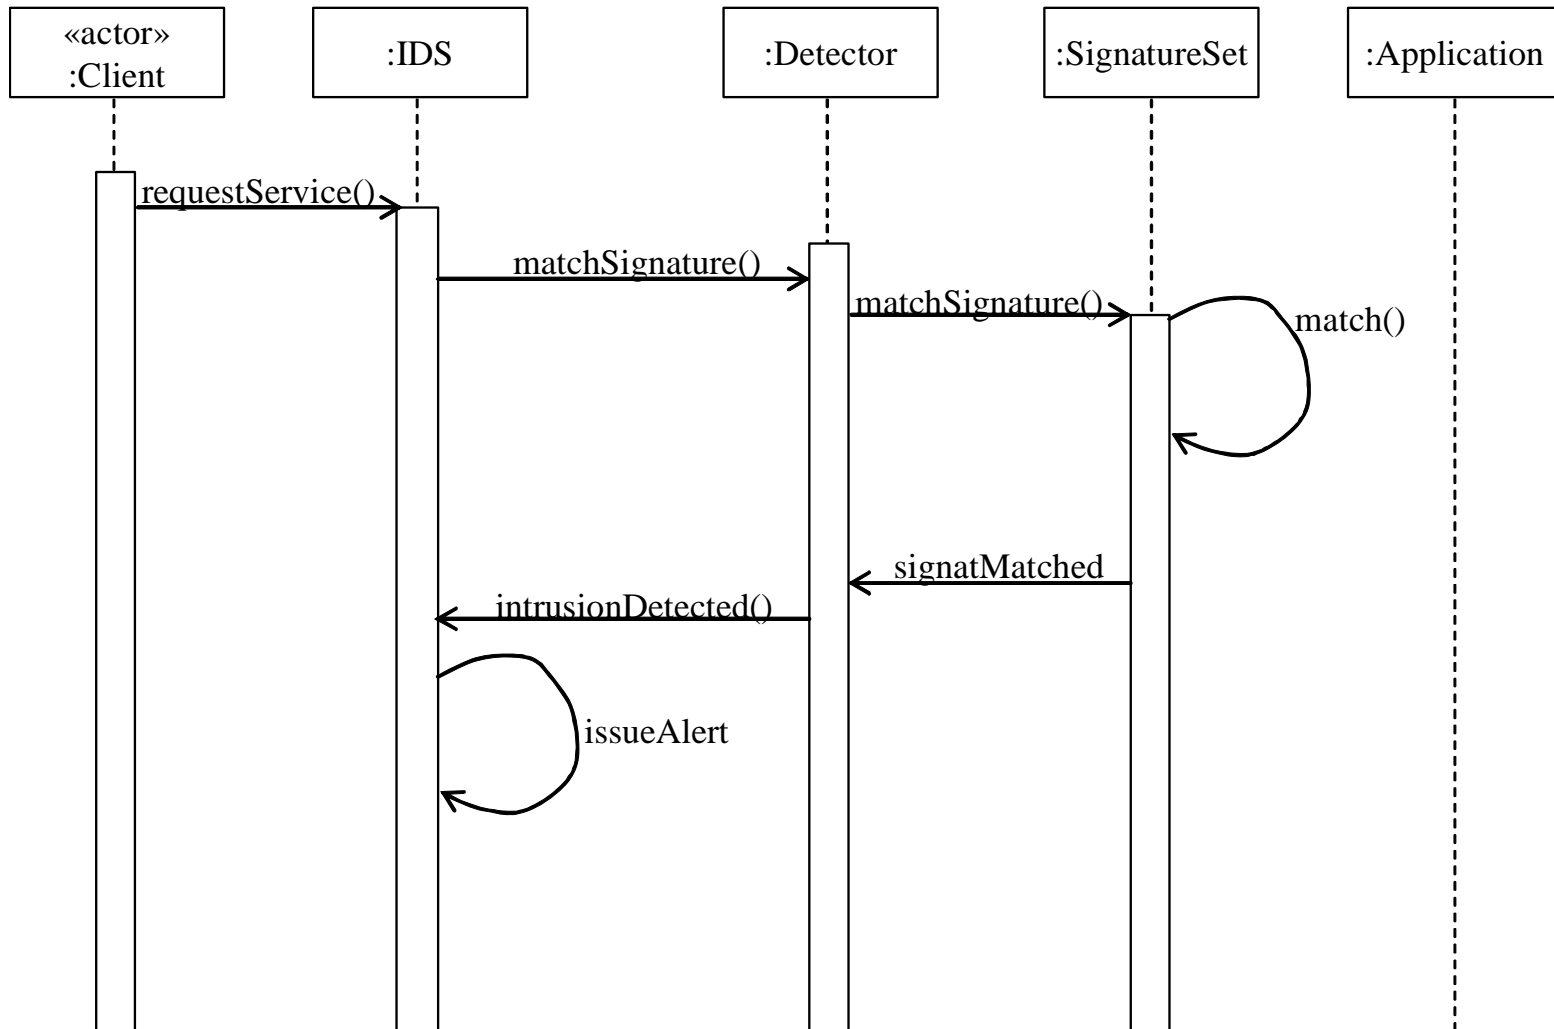 «actor»
:Client
:IDS
:Detector
:SignatureSet
:Application
requestService()
matchSignature()
matchSignature()
match()
signatMatched
intrusionDetected()
issueAlert